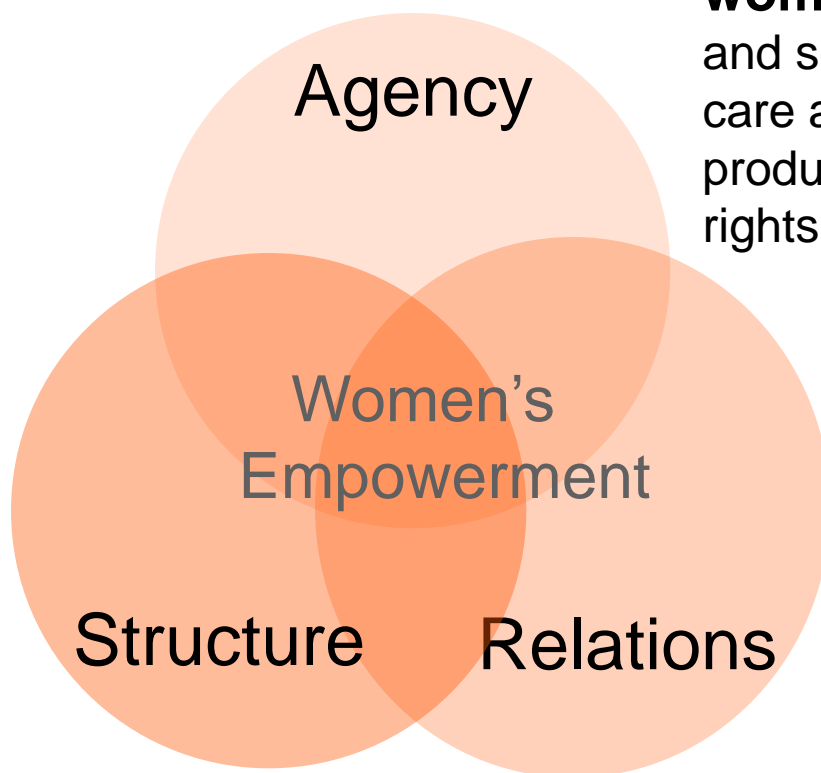 Agency
and s
care a
produ
rights
Women's
Empowerment
Structure
Relations